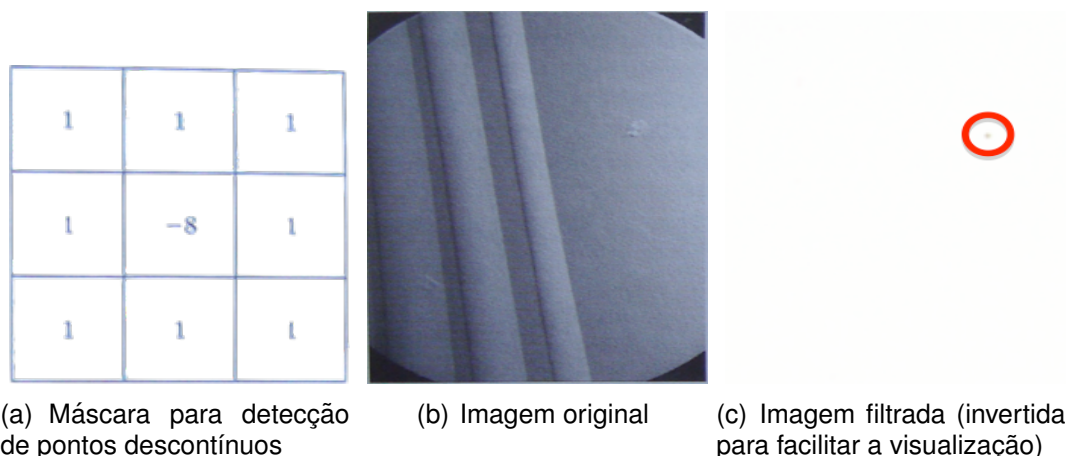 1 1 1
1 -8 1
1 1 1
(a) Máscara para detecção
de pontos descontínuos
(b) Imagem original
(c) Imagem filtrada (invertida
para facilitar a visualização)